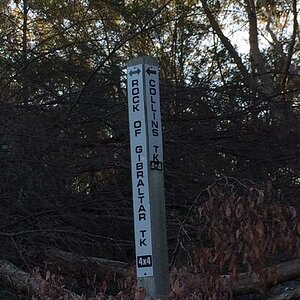 ROCK OF GIBRALTAR TK
4x4
COLLINS TK
4x4